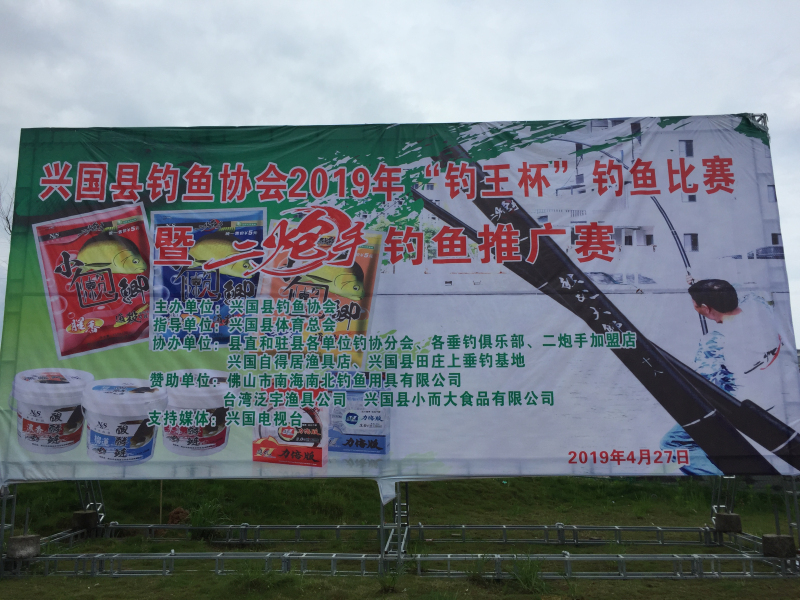 兴国县钓鱼协会2019年“钓王杯”钓鱼比赛
暨 二炮手 钓鱼推广赛
主办单位：兴国县钓鱼协会
指导单位：兴国县体育总会
协办单位：县直和驻县各单位钓协分会、各垂钓俱乐部、二炮手加盟店
兴国自得居渔具店、兴国县田庄上垂钓基地
赞助单位：佛山市南海南北钓鱼用具有限公司
台湾泛宇渔具公司 兴国县小而大食品有限公司
支持媒体：兴国电视台
2019年4月27日
N&S
N&S